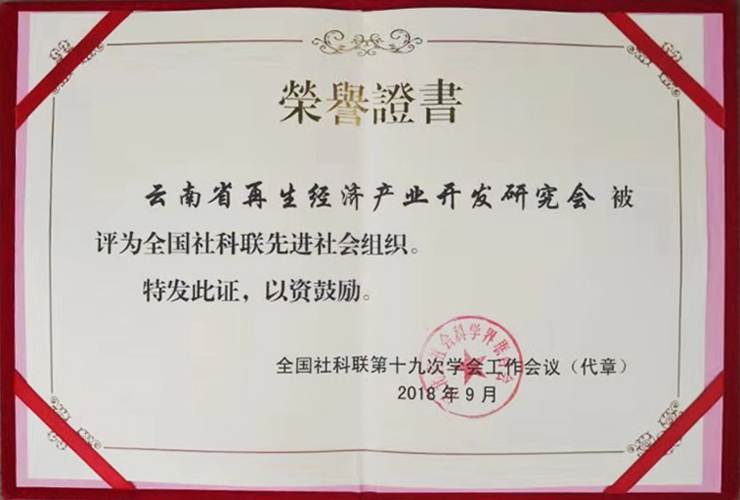 榮譽證書
云南省再生经济产业开发研究会 被
评为全国社科联先进社会组织。
特发此证，以资鼓励。
全国社科联第十九次学会工作会议（代章）
2018 年 9 月